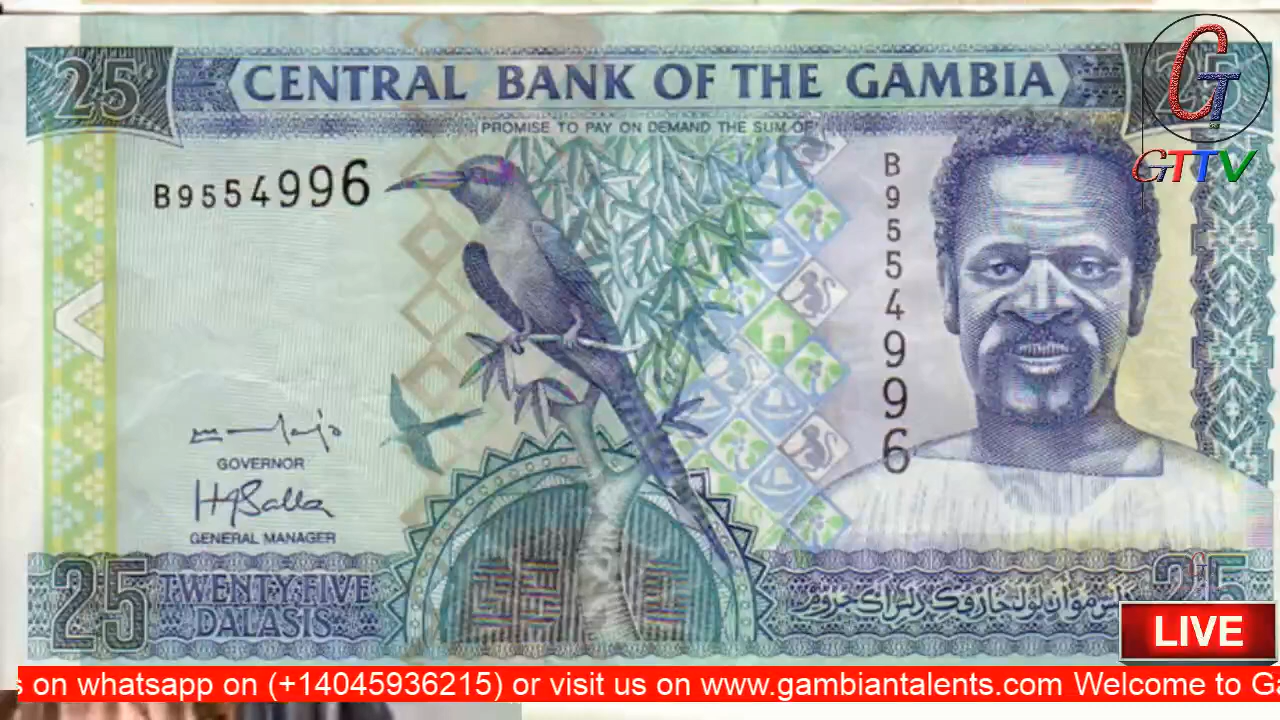 25
CENTRAL BANK OF THE GAMBIA
25
PROMISE TO PAY ON DEMAND THE SUM OF
GT
GTTV
B9554996
B9554996
GOVERNOR
GENERAL MANAGER
25
TWENTY-FIVE
DALASIS
25
LIVE
on whatsapp on (+14045936215) or visit us on www.gambiantalents.com Welcome to